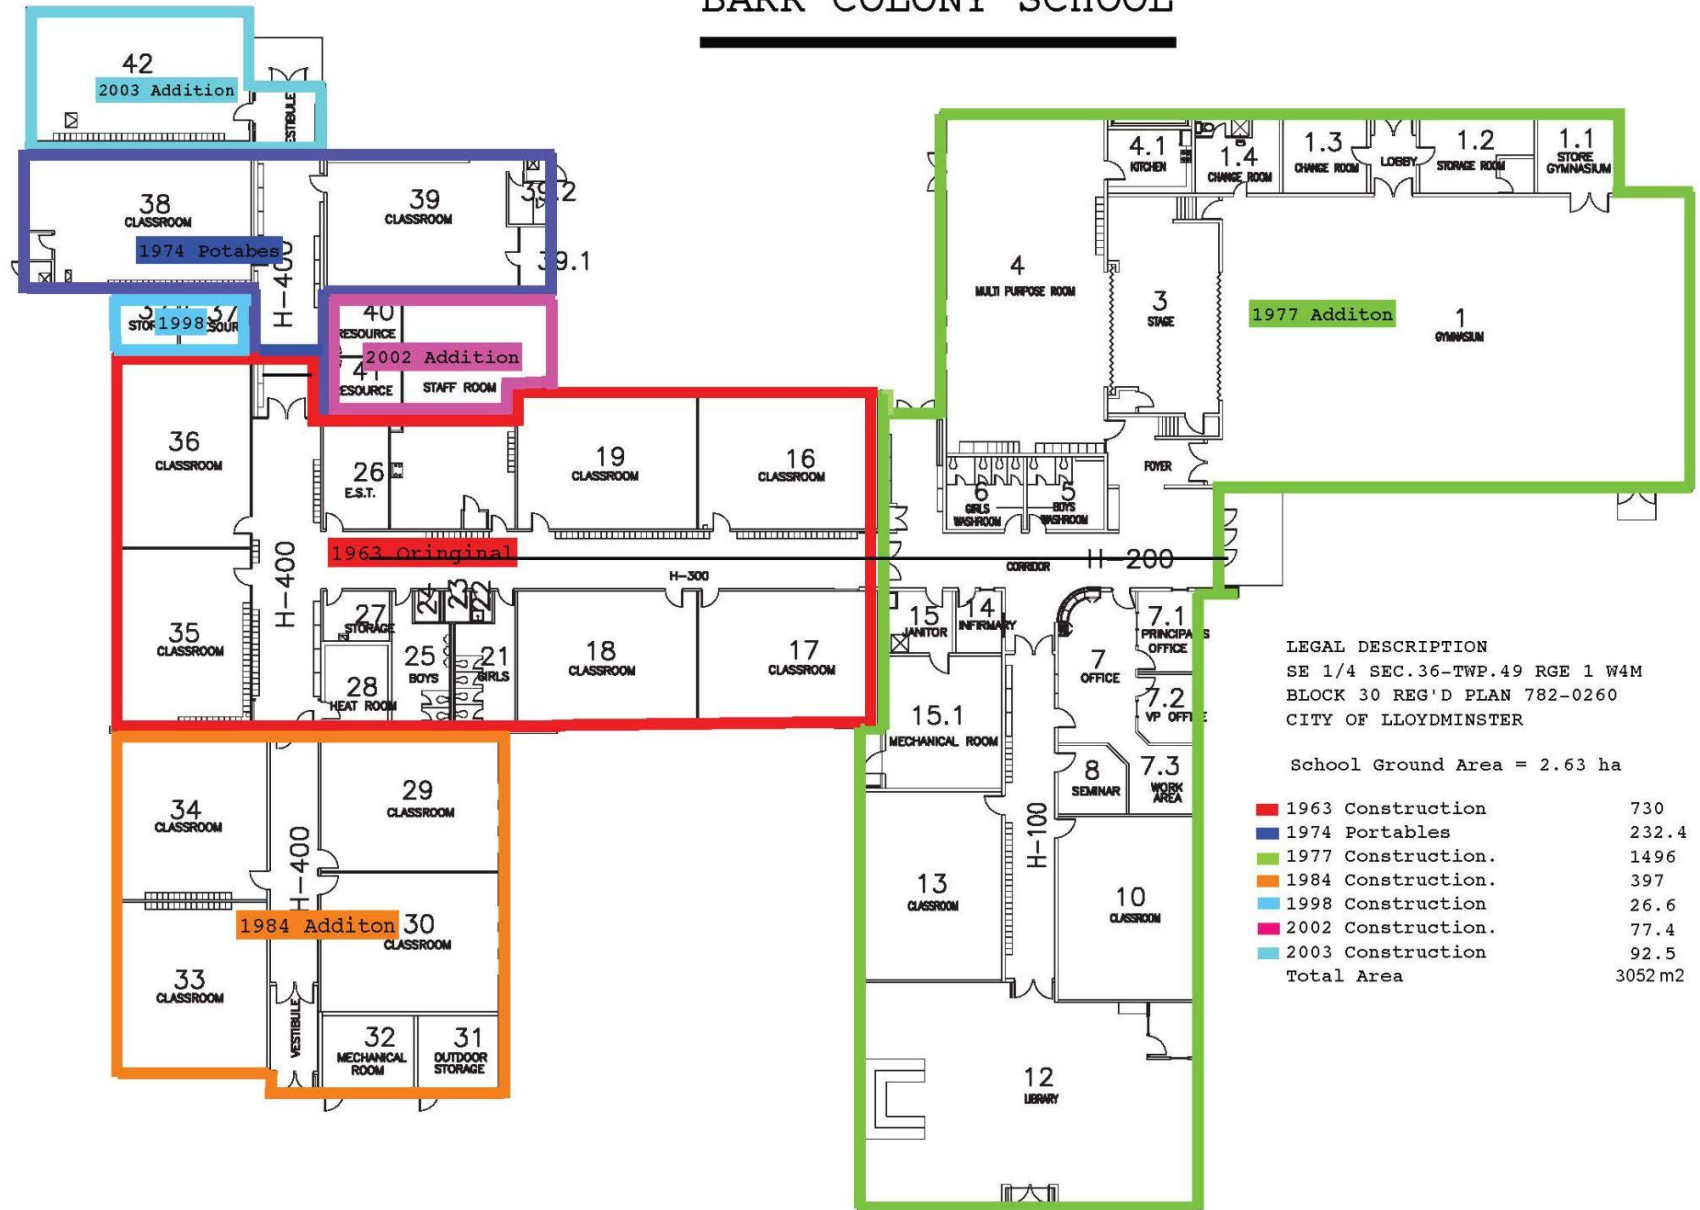 BARR COLONY SCHOOL
42
2003 Addition
38
CLASSROOM
39
CLASSROOM
39.2
39.1
1974 Potabes
H-400
1998
40
RESOURCE
2002 Addition
41
STAFF ROOM
36
CLASSROOM
26
E.S.T.
19
CLASSROOM
16
CLASSROOM
1963 Oringinal
H-400
H-300
35
CLASSROOM
27
STORAGE
28
HEAT ROOM
24
23
22
25
BOYS
21
GIRLS
18
CLASSROOM
17
CLASSROOM
34
CLASSROOM
29
CLASSROOM
H-400
1984 Additon
30
CLASSROOM
33
CLASSROOM
VESTIBULE
32
MECHANICAL
ROOM
31
OUTDOOR
STORAGE
4.1
KITCHEN
1.4
CHANGE ROOM
1.3
CHANGE ROOM
LOBBY
1.2
STORAGE ROOM
1.1
STORE
GYMNASIUM
4
MULTI PURPOSE ROOM
3
STAGE
1977 Additon
1
GYMNASIUM
FOYER
6
GIRLS
WASHROOM
5
BOYS
WASHROOM
CORRIDOR
H-200
15
JANITOR
14
INFIRMARY
7
OFFICE
7.1
PRINCIPALS
OFFICE
7.2
VP OFFICE
15.1
MECHANICAL ROOM
8
SEMINAR
7.3
WORK
AREA
H-100
13
CLASSROOM
10
CLASSROOM
12
LIBRARY
LEGAL DESCRIPTION
SE 1/4 SEC.36-TWP.49 RGE 1 W4M
BLOCK 30 REG'D PLAN 782-0260
CITY OF LLOYDMINSTER
School Ground Area = 2.63 ha
1963 Construction 730
1974 Portables 232.4
1977 Construction. 1496
1984 Construction. 397
1998 Construction 26.6
2002 Construction. 77.4
2003 Construction 92.5
Total Area 3052 m2